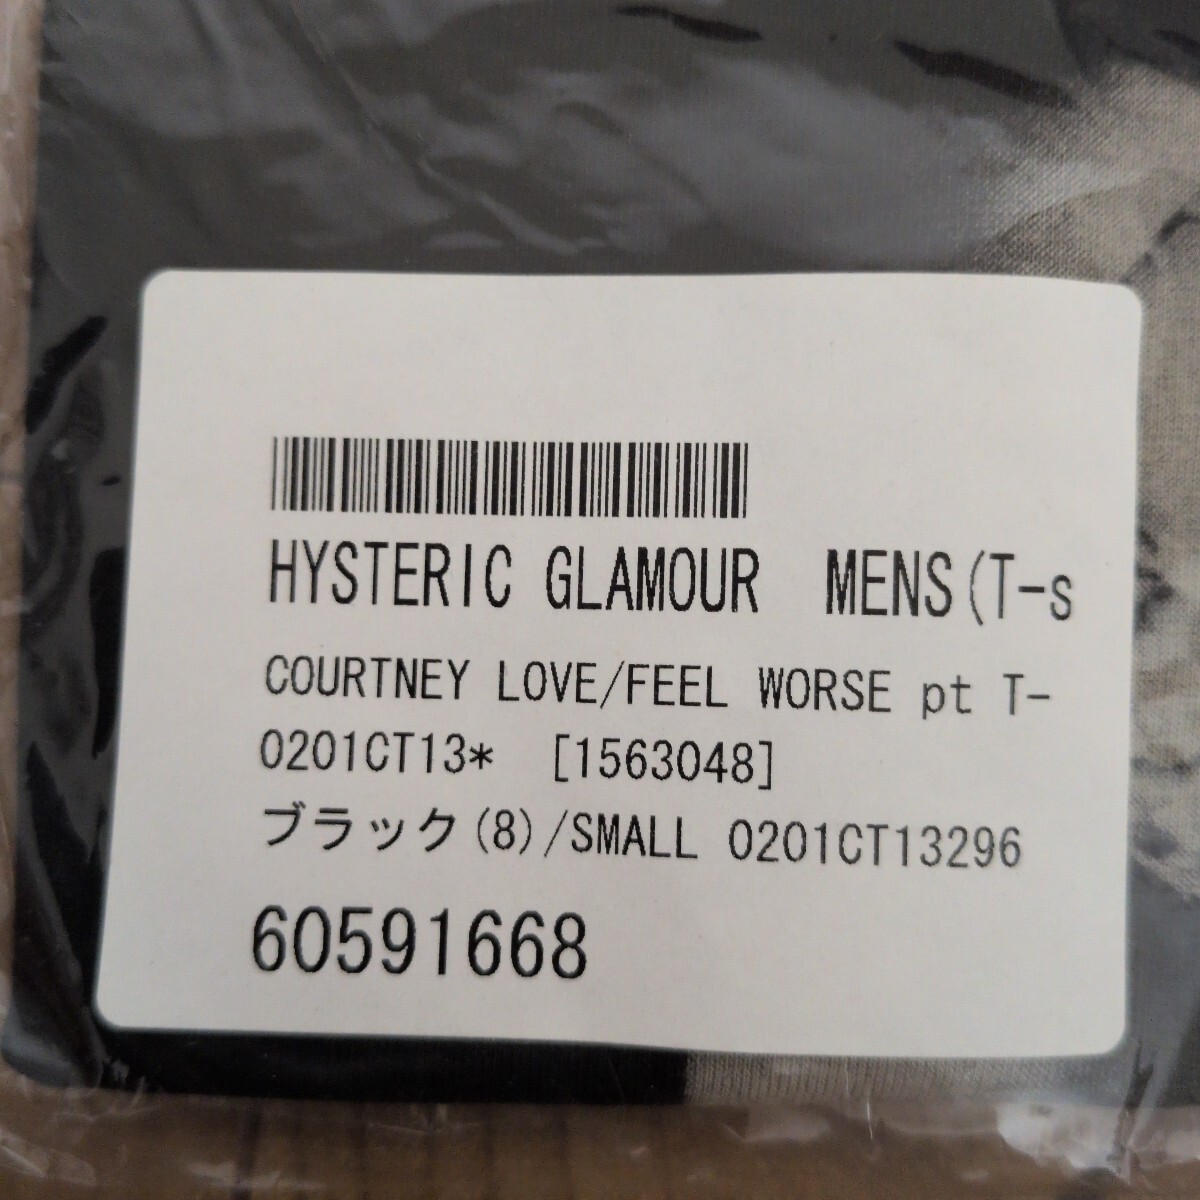 HYSTERIC GLAMOUR  MENS(T-s
COURTNEY LOVE/FEEL WORSE pt T-
0201CT13*  [1563048]
ブラック(8)/SMALL 0201CT13296
60591668